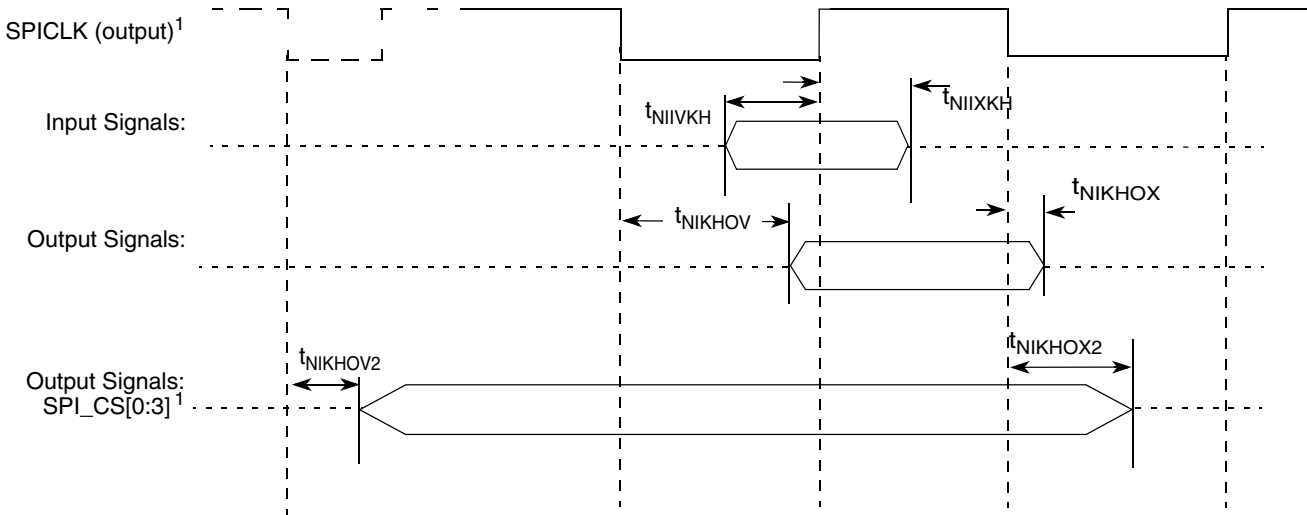 SPICLK (output)1
Input Signals:
tNIIVKH
tNIIXKH
Output Signals:
tNIKHOV
tNIKHOX
Output Signals:
SPI_CS[0:3] 1
tNIKHOV2
tNIKHOX2